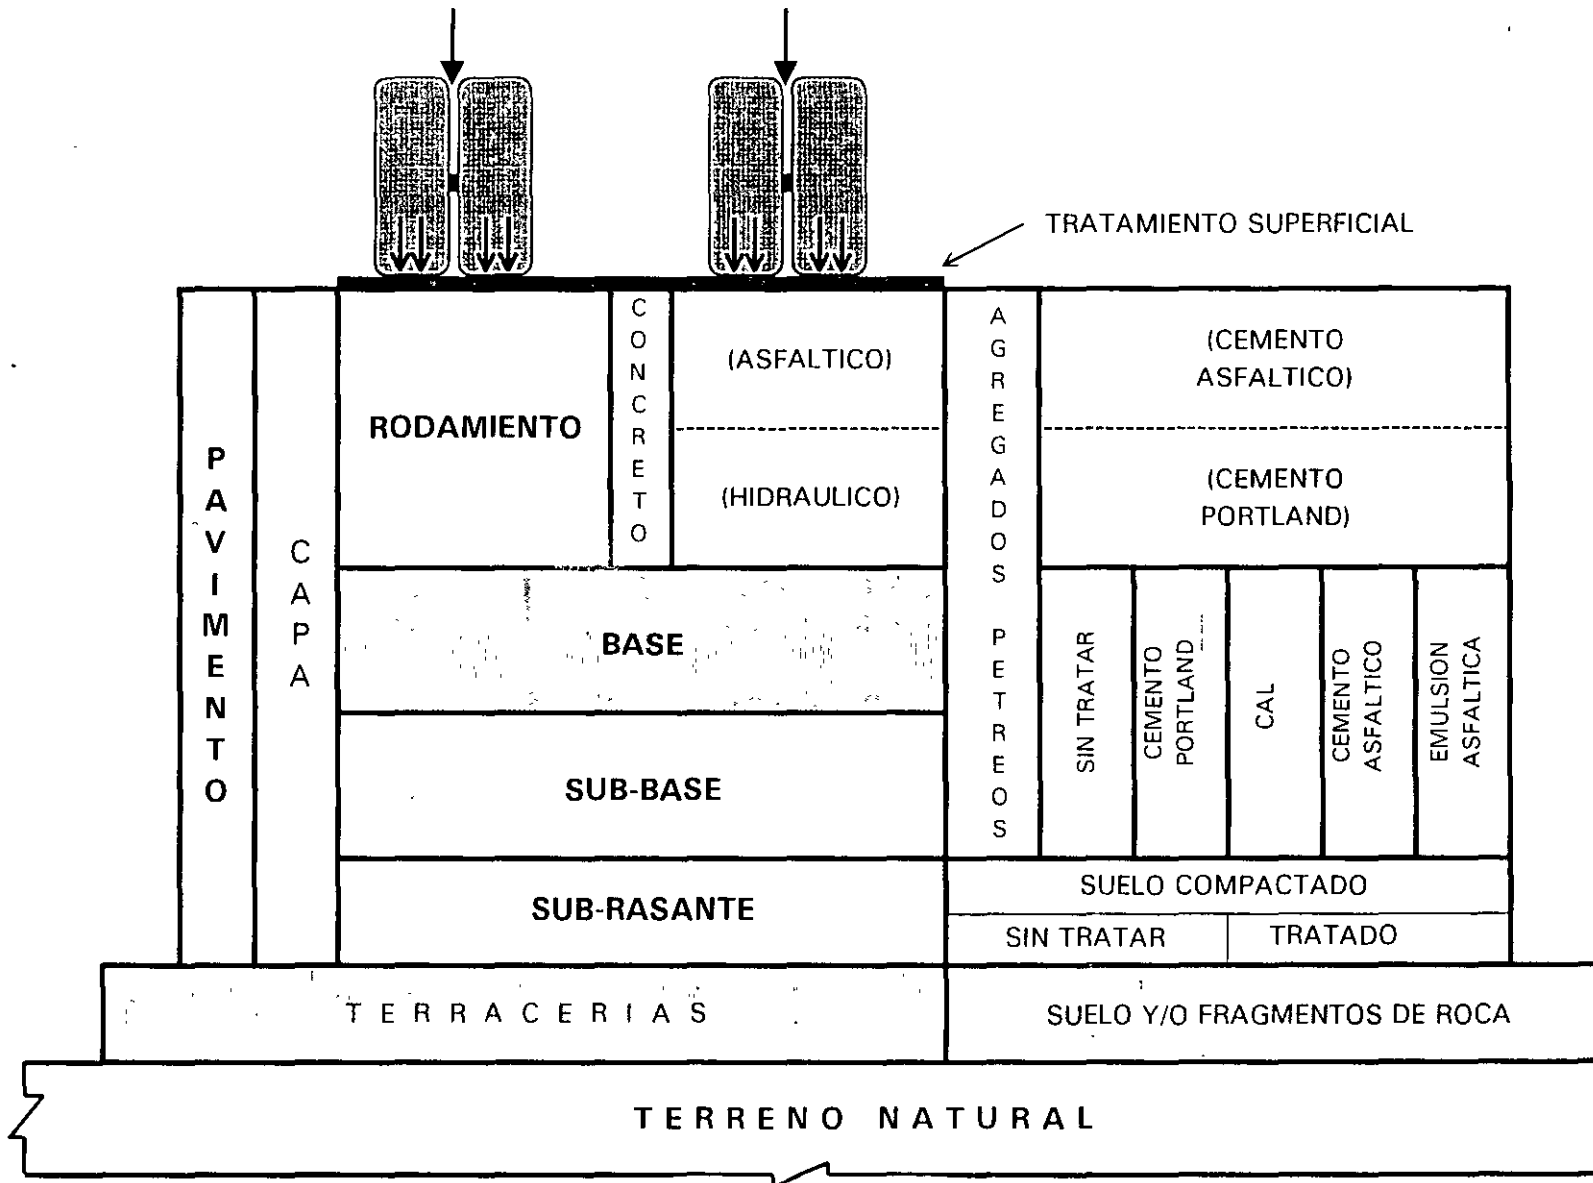 TRATAMIENTO SUPERFICIAL
PAVIMENTO
CAPA
RODAMIENTO
CONCRETO
(ASFALTICO)
(HIDRAULICO)
AGREGADOS PETREOS
(CEMENTO
ASFALTICO)
(CEMENTO
PORTLAND)
BASE
SUB-BASE
SIN TRATAR
CEMENTO
PORTLAND
CAL
CEMENTO
ASFALTICO
EMULSION
ASFALTICA
SUB-RASANTE
SUELO COMPACTADO
SIN TRATAR
TRATADO
TERRACERIAS
SUELO Y/O FRAGMENTOS DE ROCA
TERRENO NATURAL